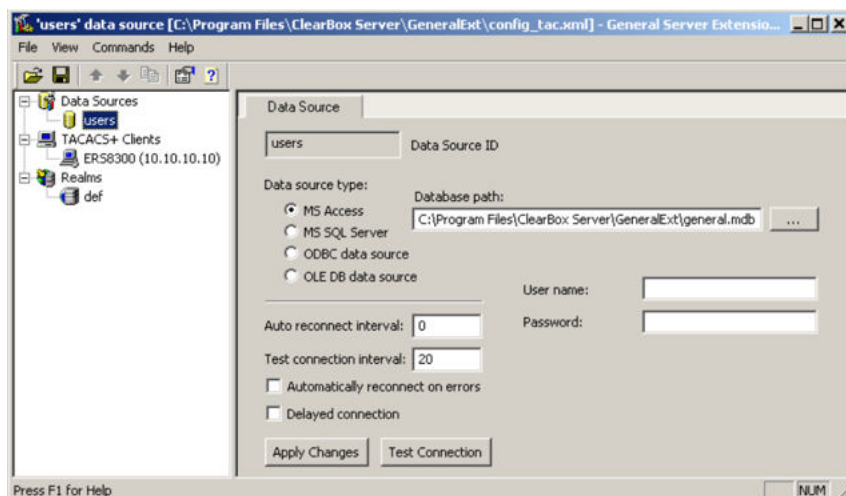 'users' data source [C:\Program Files\ClearBox Server\GeneralExt\config_tac.xml] - General Server Extensio...
File View Commands Help
Data Sources
users
TACACS+ Clients
ERS8300 (10.10.10.10)
Realms
def
Data Source
users Data Source ID
Data source type:
MS Access
MS SQL Server
ODBC data source
OLE DB data source
Database path:
C:\Program Files\ClearBox Server\GeneralExt\general.mdb ...
User name:
Password:
Auto reconnect interval: 0
Test connection interval: 20
Automatically reconnect on errors
Delayed connection
Apply Changes Test Connection
Press F1 for Help NUM